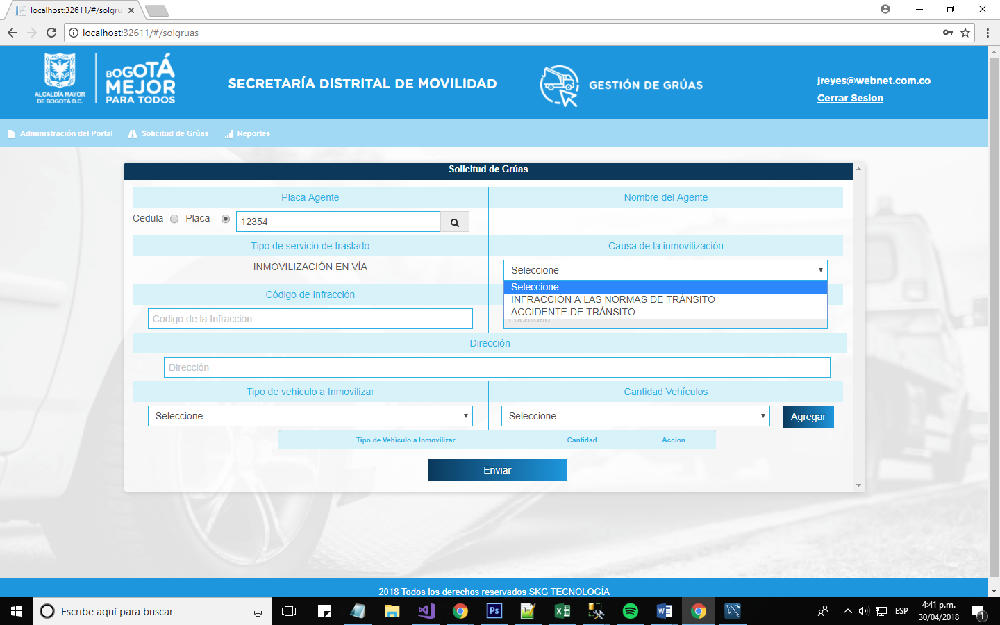 localhost:32611/#/solgru
localhost:32611/#/solgruas
ALCALDÍA MAYOR
DE BOGOTÁ D.C.
BOGOTÁ
MEJOR
PARA TODOS
SECRETARÍA DISTRITAL DE MOVILIDAD
GESTIÓN DE GRÚAS
Jreyes@webnet.com.co
Cerrar Sesion
Administración del Portal
Solicitud de Grúas
Reportes
Solicitud de Grúas
Placa Agente
Nombre del Agente
Cedula
Placa
12354
----
Tipo de servicio de traslado
Causa de la inmovilización
INMOVILIZACIÓN EN VÍA
Seleccione
Seleccione
INFRACCIÓN A LAS NORMAS DE TRÁNSITO
ACCIDENTE DE TRÁNSITO
Código de Infracción
Código de la Infracción
Localidad
Dirección
Dirección
Tipo de vehiculo a Inmovilizar
Cantidad Vehículos
Seleccione
Seleccione
Agregar
Tipo de Vehiculo a Inmovilizar
Cantidad
Accion
Enviar
2018 Todos los derechos reservados SKG TECNOLOGÍA
Escribe aquí para buscar
Ps
ESP
4:41 p.m.
30/04/2018
1